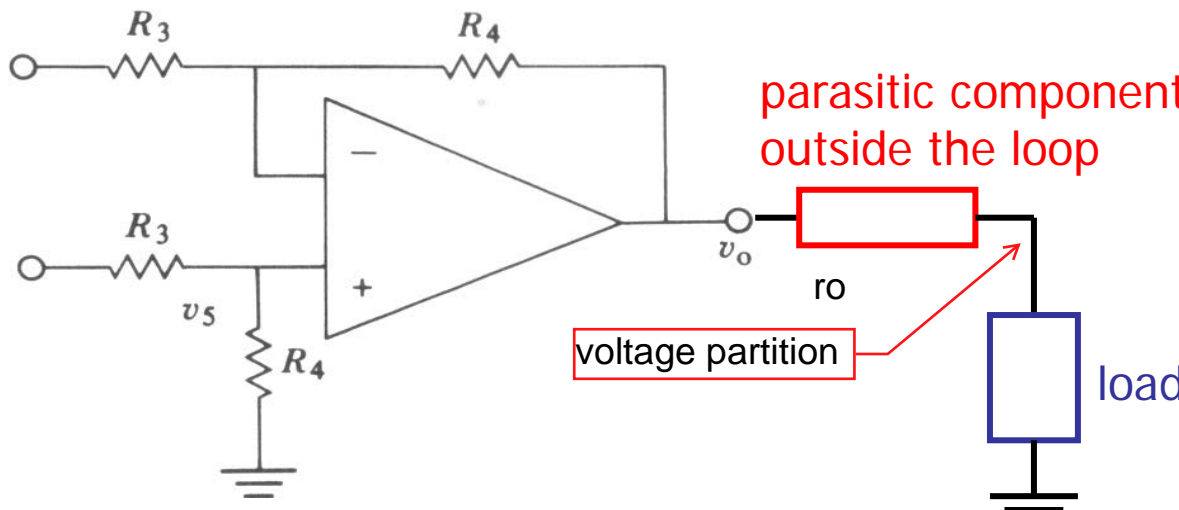 R3
R4
parasitic component
outside the loop
−
R3
vo
+
v5
ro
R4
voltage partition
load